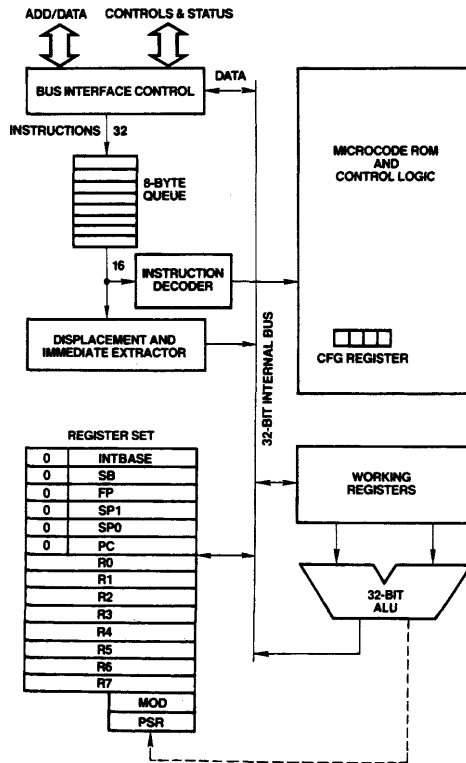 ADD/DATA
CONTROLS & STATUS
BUS INTERFACE CONTROL
DATA
INSTRUCTIONS
32
8-BYTE
QUEUE
MICROCODE ROM
AND
CONTROL LOGIC
16
INSTRUCTION
DECODER
DISPLACEMENT AND
IMMEDIATE EXTRACTOR
CFG REGISTER
32-BIT INTERNAL BUS
REGISTER SET
0 INTBASE
0 SB
0 FP
0 SP1
0 SP0
0 PC
R0
R1
R2
R3
R4
R5
R6
R7
MOD
PSR
WORKING
REGISTERS
32-BIT
ALU